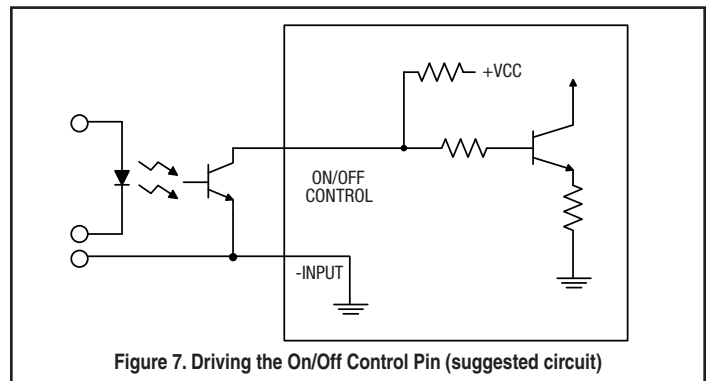 +VCC
ON/OFF
CONTROL
-INPUT
Figure 7. Driving the On/Off Control Pin (suggested circuit)